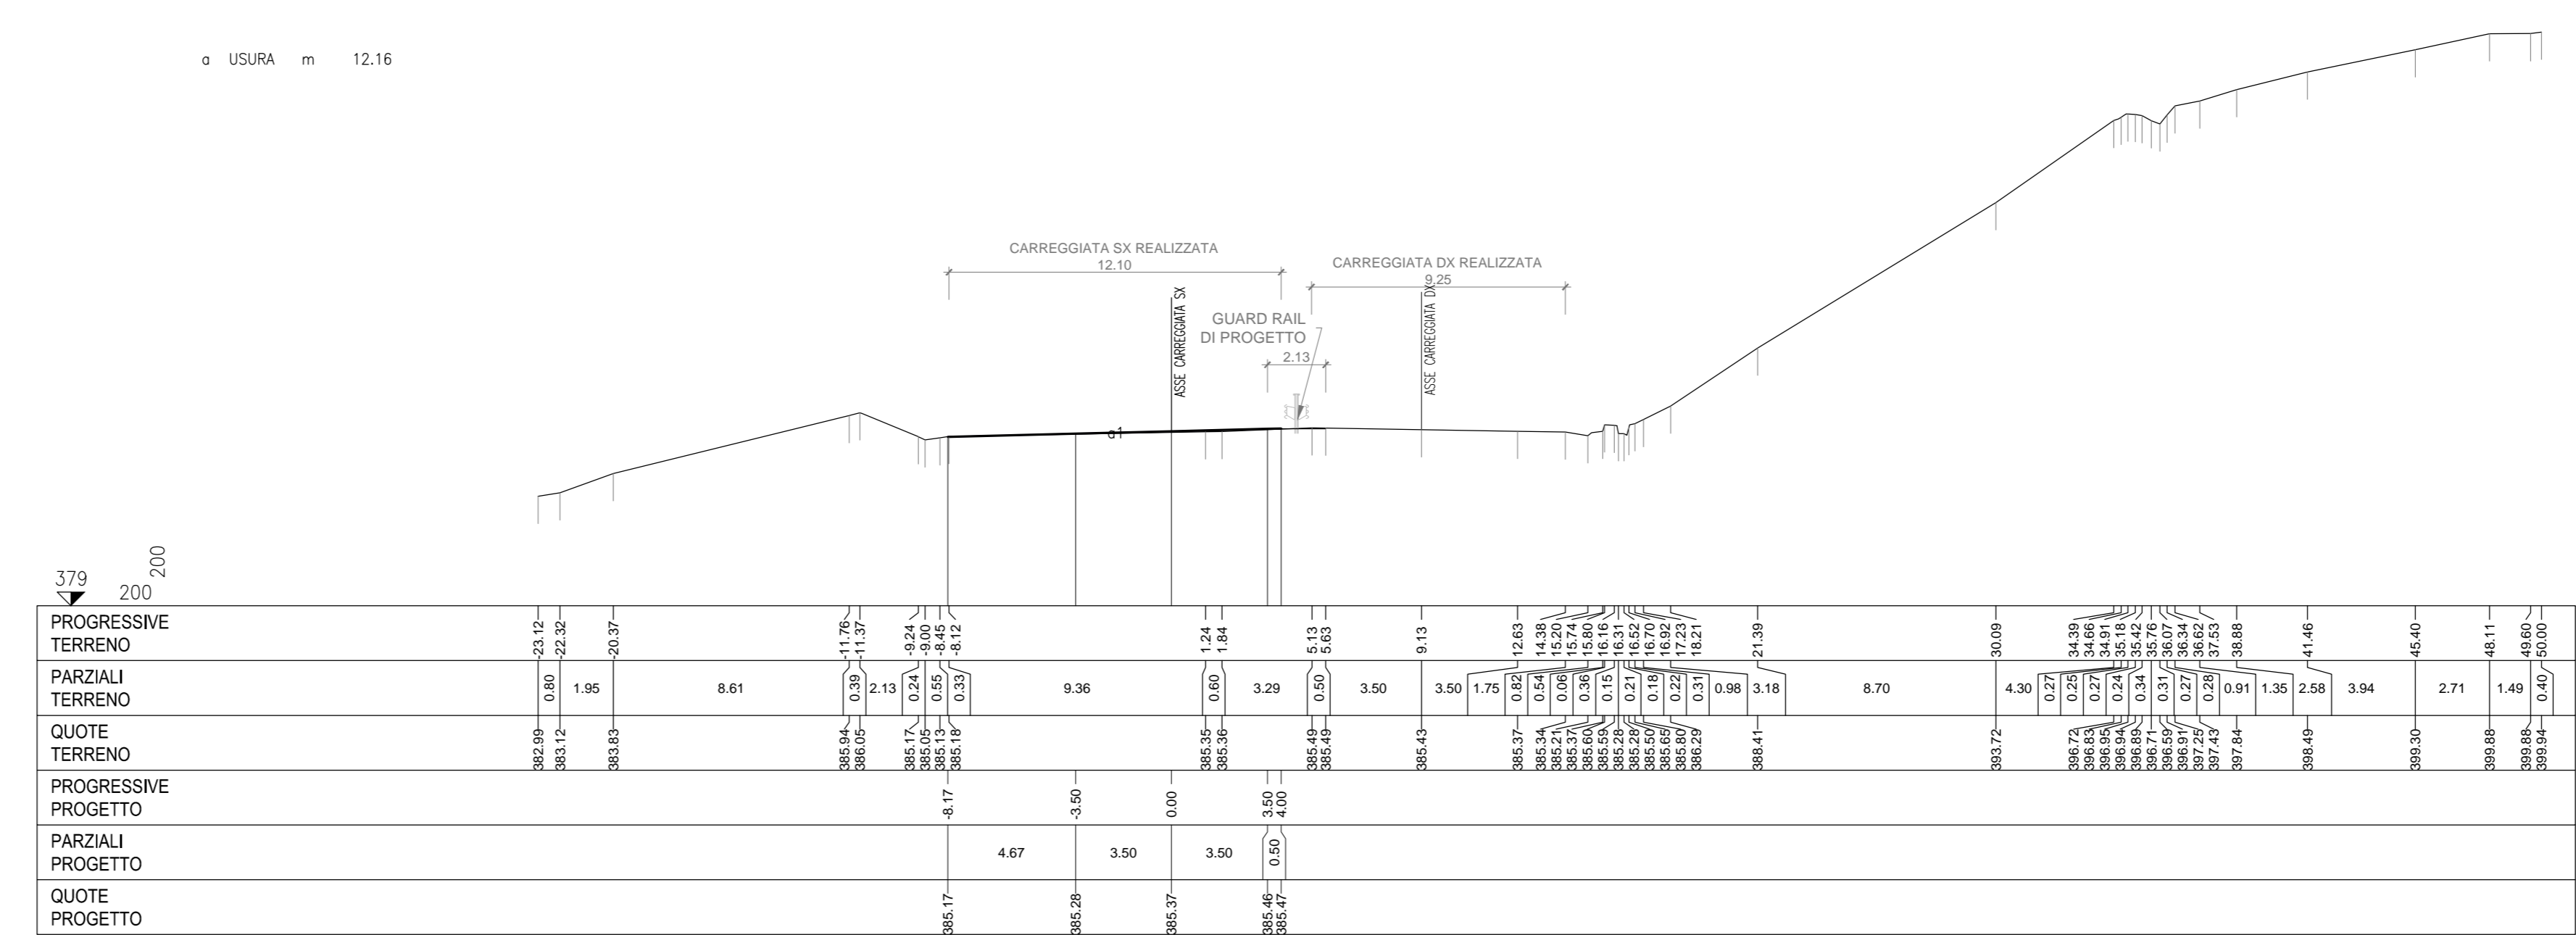 a USURA m 12.16
CARREGGIATA SX REALIZZATA
12.10
CARREGGIATA DX REALIZZATA
9.25
ASSE CARREGGIATA SX
ASSE CARREGGIATA DX
GUARD RAIL
DI PROGETTO
2.13
a1
379
200
200
PROGRESSIVE
TERRENO
-23.12 -22.32 -20.37 -11.76 -11.37 -9.24 -9.00 -8.45 -8.12 1.24 1.84 5.13 5.63 9.13 12.63 14.38 15.20 15.74 15.80 16.16 16.31 16.52 16.70 16.92 17.23 18.21 21.39 30.09 34.39 34.66 34.91 35.18 35.42 35.76 36.07 36.34 36.62 37.53 38.88 41.46 45.40 48.11 49.60 50.00
PARZIALI
TERRENO
0.80 1.95 8.61 0.39 2.13 0.24 0.55 0.33 9.36 0.60 3.29 0.50 3.50 3.50 1.75 0.82 0.54 0.06 0.36 0.15 0.21 0.18 0.22 0.31 0.98 3.18 8.70 4.30 0.27 0.25 0.27 0.24 0.34 0.31 0.27 0.28 0.91 1.35 2.58 3.94 2.71 1.49 0.40
QUOTE
TERRENO
382.99 383.12 383.83 385.94 386.05 385.17 385.05 385.13 385.18 385.35 385.36 385.49 385.49 385.43 385.37 385.34 385.21 385.37 385.60 385.59 385.28 385.28 385.50 385.65 385.80 386.29 388.41 393.72 396.72 396.83 396.95 396.94 396.89 396.71 396.59 396.91 397.25 397.43 397.84 398.49 399.30 399.88 399.88 399.94
PROGRESSIVE
PROGETTO
-8.17 -3.50 0.00 3.50 4.00
PARZIALI
PROGETTO
4.67 3.50 3.50 0.50
QUOTE
PROGETTO
385.17 385.28 385.37 385.46 385.47